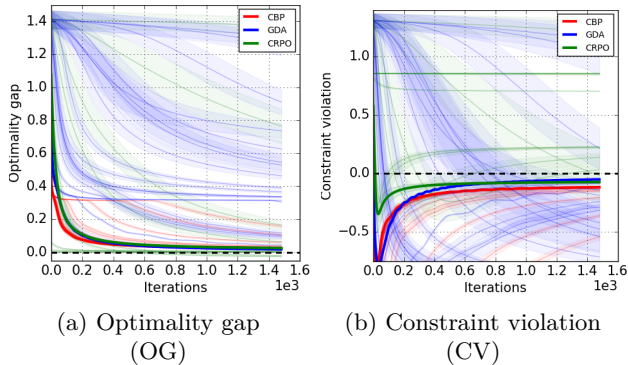 1.4
1.2
1.0
0.8
0.6
0.4
0.2
0.0
Optimality gap
CBP
GDA
CRPO
0.0 0.2 0.4 0.6 0.8 1.0 1.2 1.4 1.6
Iterations
1e3
1.0
0.5
0.0
−0.5
Constraint violation
CBP
GDA
CRPO
0.0 0.2 0.4 0.6 0.8 1.0 1.2 1.4 1.6
Iterations
1e3
(a) Optimality gap
(OG)
(b) Constraint violation
(CV)